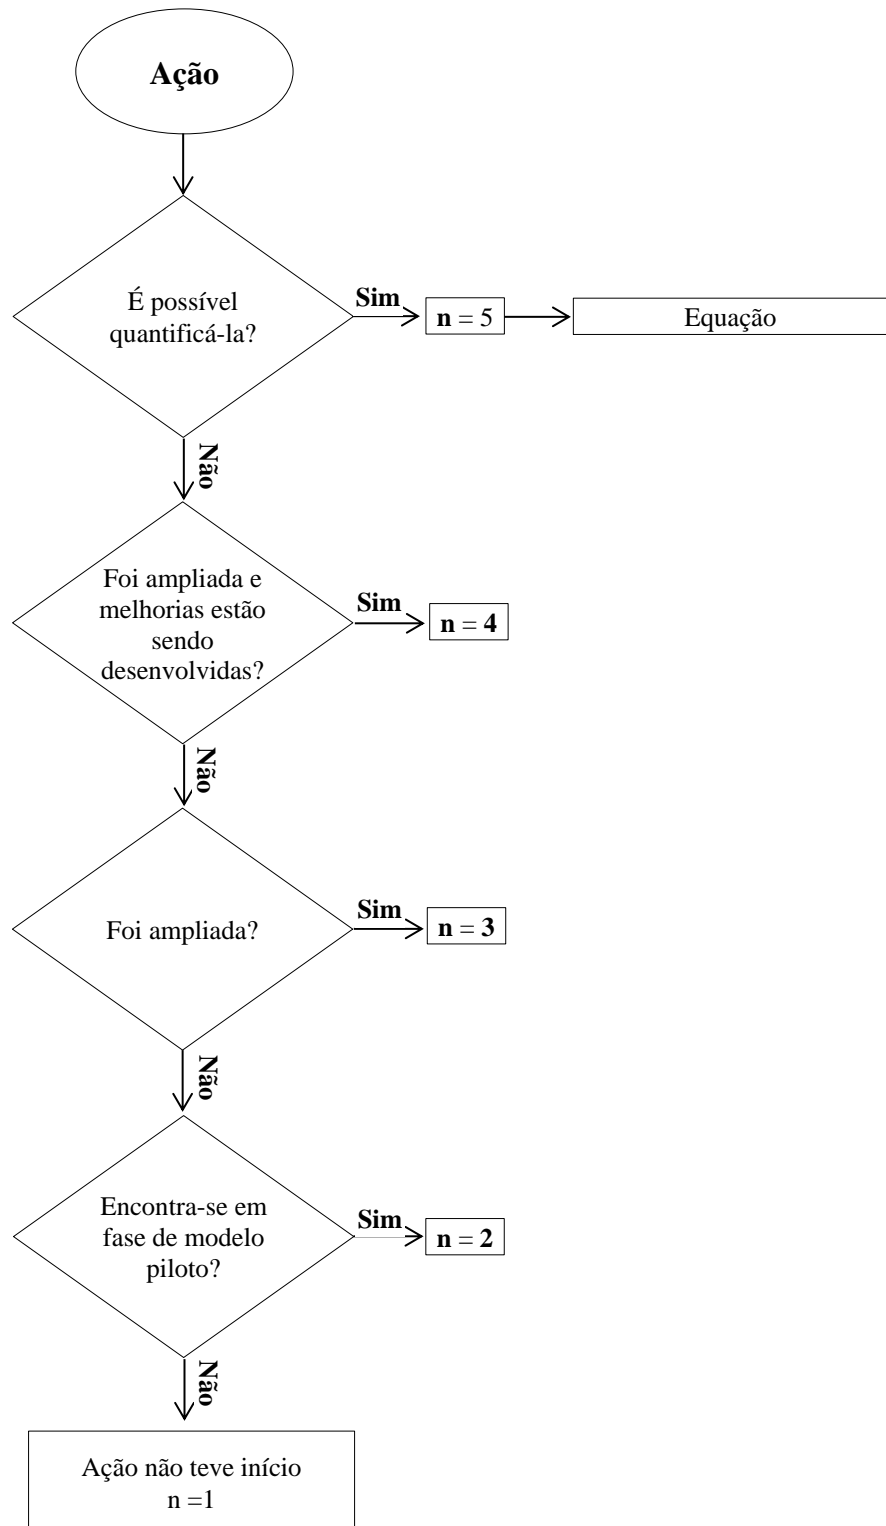 Ação
É possível
quantificá-la?
Sim
n = 5
Equação
Não
Foi ampliada e
melhorias estão
sendo
desenvolvidas?
Sim
n = 4
Não
Foi ampliada?
Sim
n = 3
Não
Encontra-se em
fase de modelo
piloto?
Sim
n = 2
Não
Ação não teve início
n =1